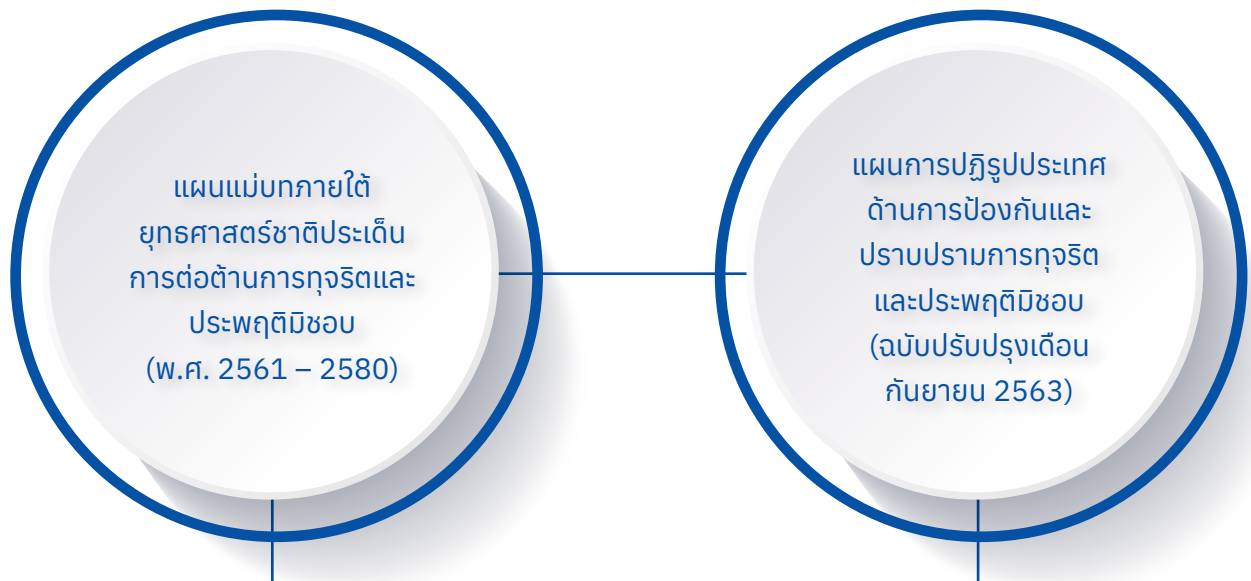 แผนแม่บทภายใต้
ยุทธศาสตร์ชาติประเด็น
การต่อต้านการทุจริตและ
ประพฤติมิชอบ
(พ.ศ. 2561 – 2580)
แผนการปฏิรูปประเทศ
ด้านการป้องกันและ
ปราบปรามการทุจริต
และประพฤติมิชอบ
(ฉบับปรับปรุงเดือน
กันยายน 2563)